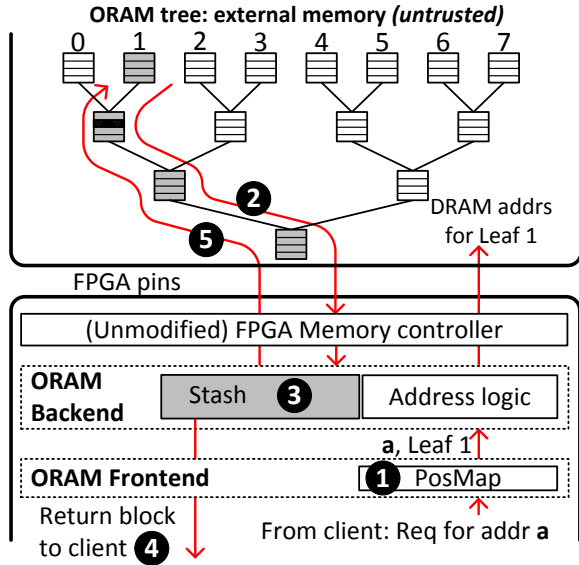 ORAM tree: external memory (untrusted)
0 1 2 3 4 5 6 7
2
5
DRAM addrs
for Leaf 1
FPGA pins
(Unmodified) FPGA Memory controller
ORAM
Backend
Stash 3
Address logic
a, Leaf 1
ORAM Frontend
1 PosMap
Return block
to client 4
From client: Req for addr a